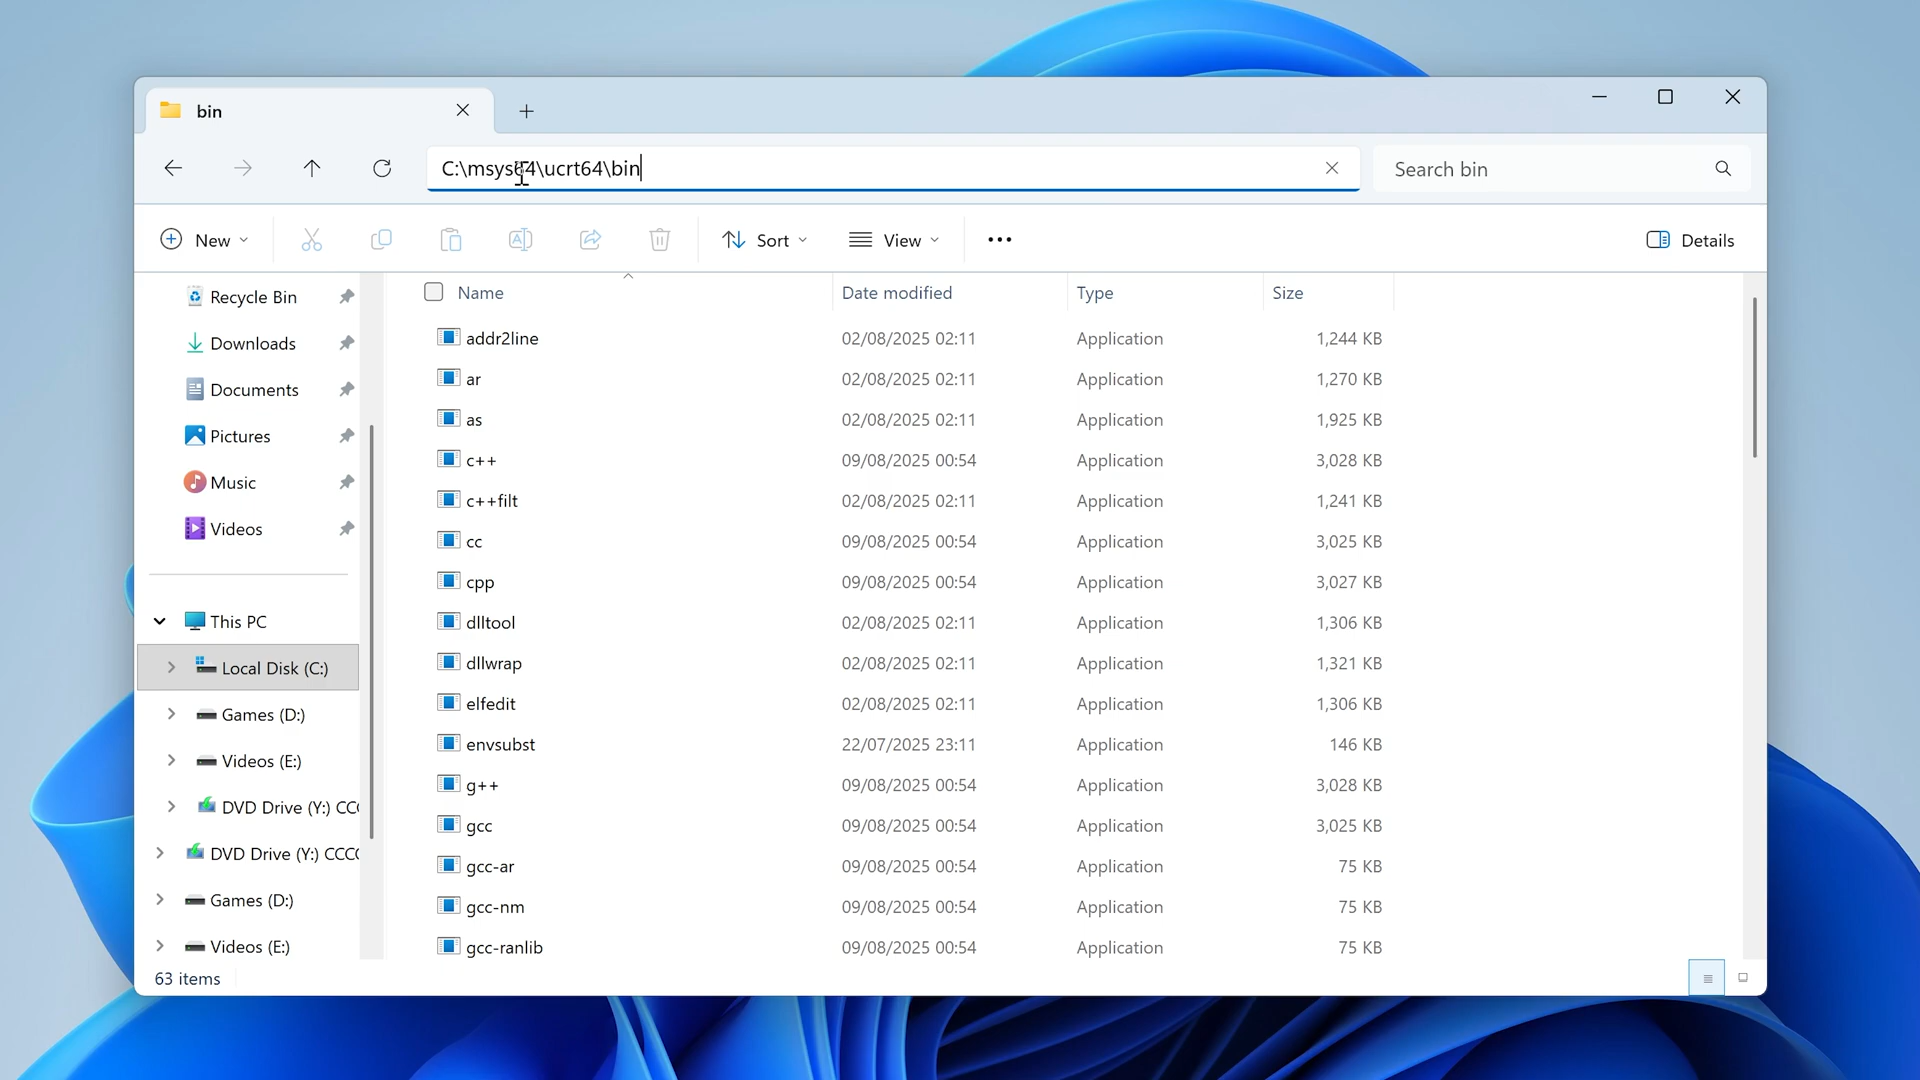 bin
C:\msys64\ucrt64\bin
Search bin
New
Sort
View
Details
Recycle Bin
Downloads
Documents
Pictures
Music
Videos
This PC
Local Disk (C:)
Games (D:)
Videos (E:)
DVD Drive (Y:) CCC
DVD Drive (Y:) CCC
Games (D:)
Videos (E:)
Name Date modified Type Size
addr2line 02/08/2025 02:11 Application 1,244 KB
ar 02/08/2025 02:11 Application 1,270 KB
as 02/08/2025 02:11 Application 1,925 KB
c++ 09/08/2025 00:54 Application 3,028 KB
c++filt 02/08/2025 02:11 Application 1,241 KB
cc 09/08/2025 00:54 Application 3,025 KB
cpp 09/08/2025 00:54 Application 3,027 KB
dlltool 02/08/2025 02:11 Application 1,306 KB
dllwrap 02/08/2025 02:11 Application 1,321 KB
elfedit 02/08/2025 02:11 Application 1,306 KB
envsubst 22/07/2025 23:11 Application 146 KB
g++ 09/08/2025 00:54 Application 3,028 KB
gcc 09/08/2025 00:54 Application 3,025 KB
gcc-ar 09/08/2025 00:54 Application 75 KB
gcc-nm 09/08/2025 00:54 Application 75 KB
gcc-ranlib 09/08/2025 00:54 Application 75 KB
63 items